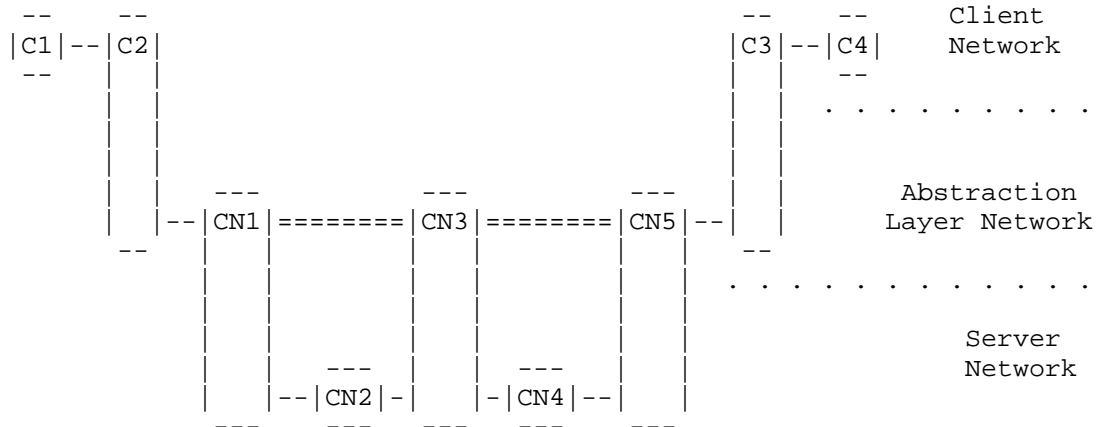 --       --                                     --     --      Client
|C1|--|C2|                                   |C3|--|C4|    Network
--    |  |                                   |  |   --
      |  |                                   |  |  . . . . . . . . .
      |  |                                   |  |
      |  |                                   |  |
      |  |   ---         ---         ---     |  |     Abstraction
      |  |--|CN1|========|CN3|========|CN5|--|  |    Layer Network
       --   |   |        |   |        |   |   --
            |   |        |   |        |   |  . . . . . . . . . . . .
            |   |        |   |        |   |
            |   |        |   |        |   |              Server
            |   |  ---   |   |  ---   |   |              Network
            |   |--|CN2|-|   |-|CN4|--|   |
             ---   ---    ---   ---    ---